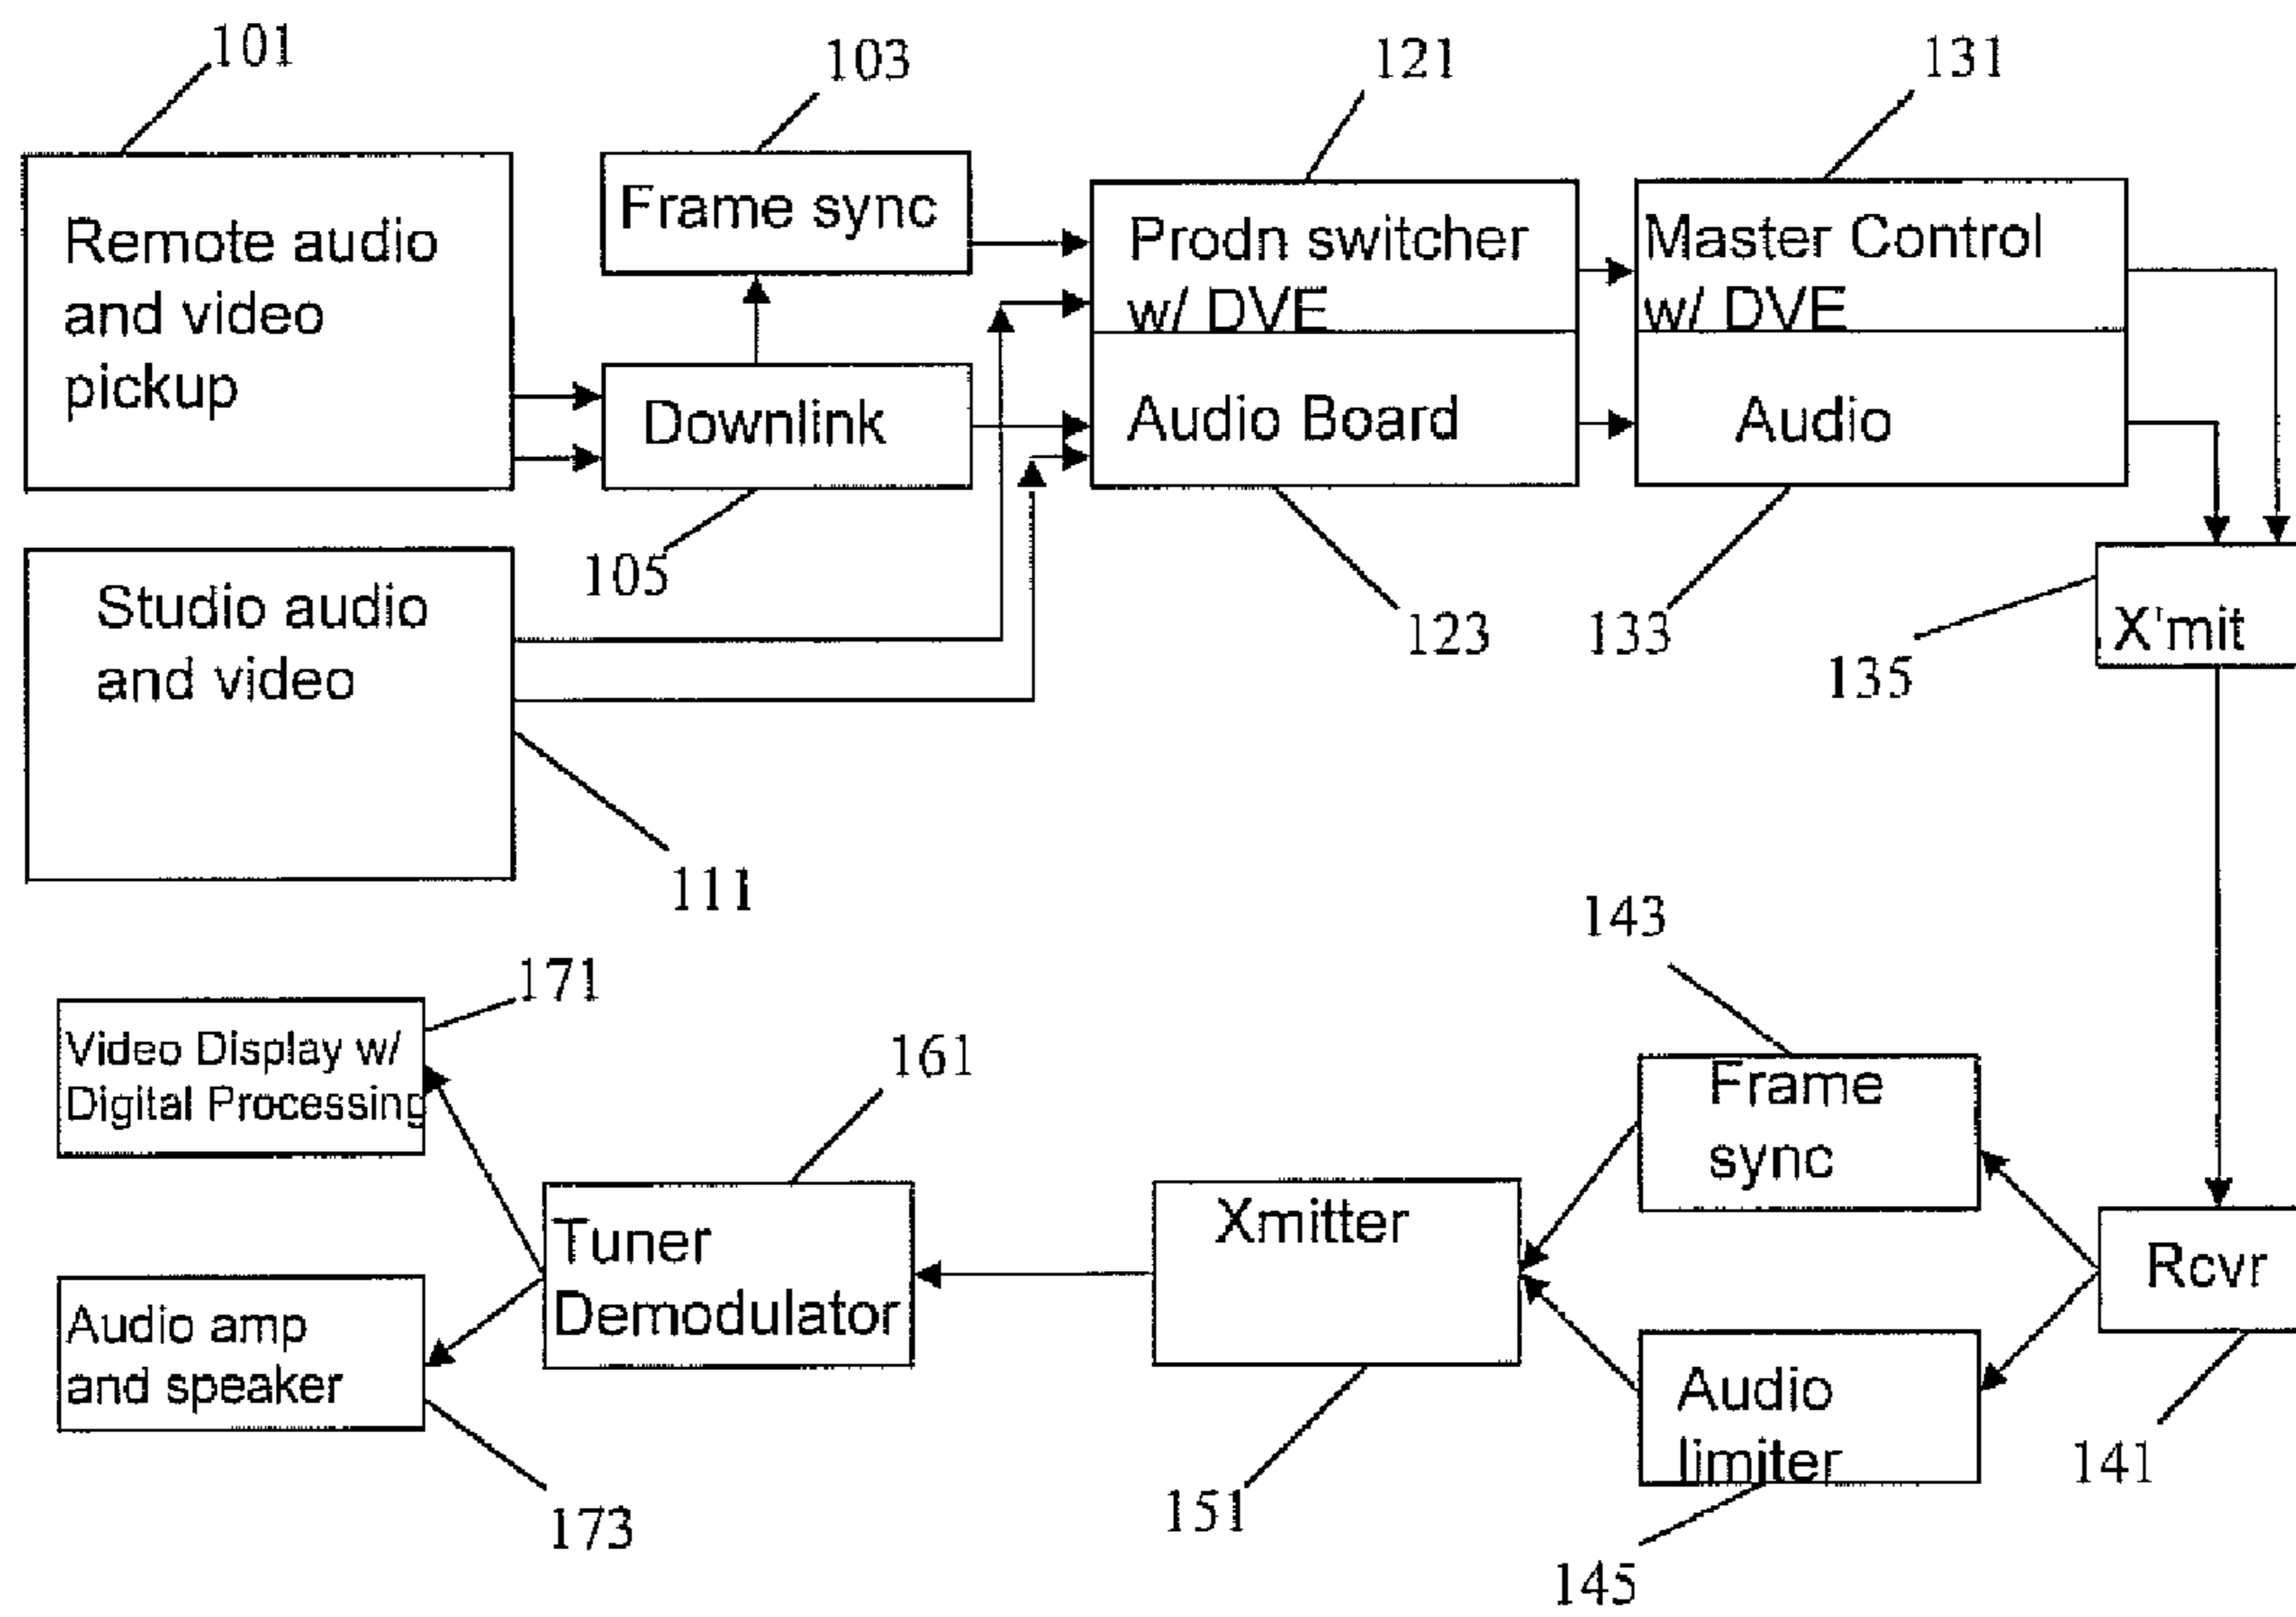 101
103
121
131
Remote audio
and video
pickup
Frame sync
Prodn switcher
w/ DVE
Master Control
w/ DVE
Downlink
Audio Board
Audio
105
123
133
135
X'mit
Studio audio
and video
111
143
171
161
Video Display w/
Digital Processing
Frame
sync
Tuner
Demodulator
Xmitter
Rcvr
Audio amp
and speaker
Audio
limiter
173
151
145
141